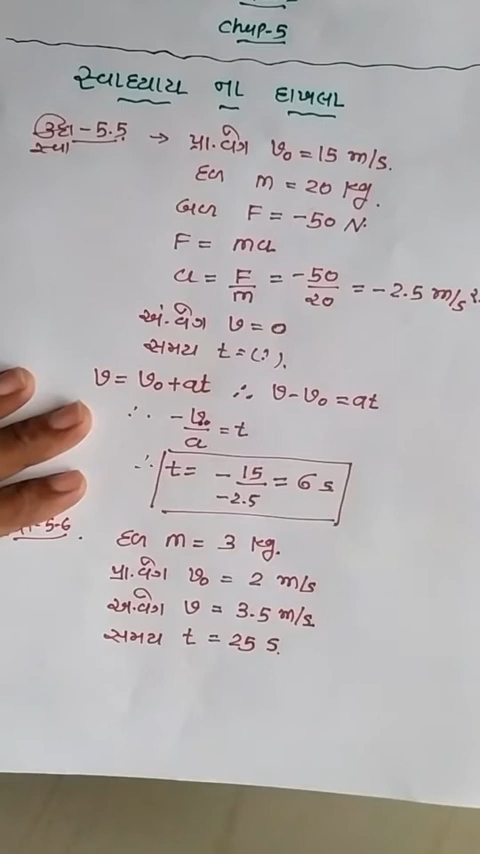 Chap-5
સ્વાધ્યાય ના દાખલા
ઉદા-5.5 → પ્રા.વેગ v₀ = 15 m/s.
સ્વા
દળ m = 20 kg.
બળ F = -50 N.
F = ma
a = F/m = -50/20 = -2.5 m/s².
અં.વેગ v = 0
સમય t = (?).
v = v₀ + at ∴ v-v₀ = at
∴ -v₀/a = t
∴ t = -15/-2.5 = 6 s
-5-6. દળ m = 3 kg.
પ્રા.વેગ v₀ = 2 m/s
અ.વેગ v = 3.5 m/s
સમય t = 25 s.